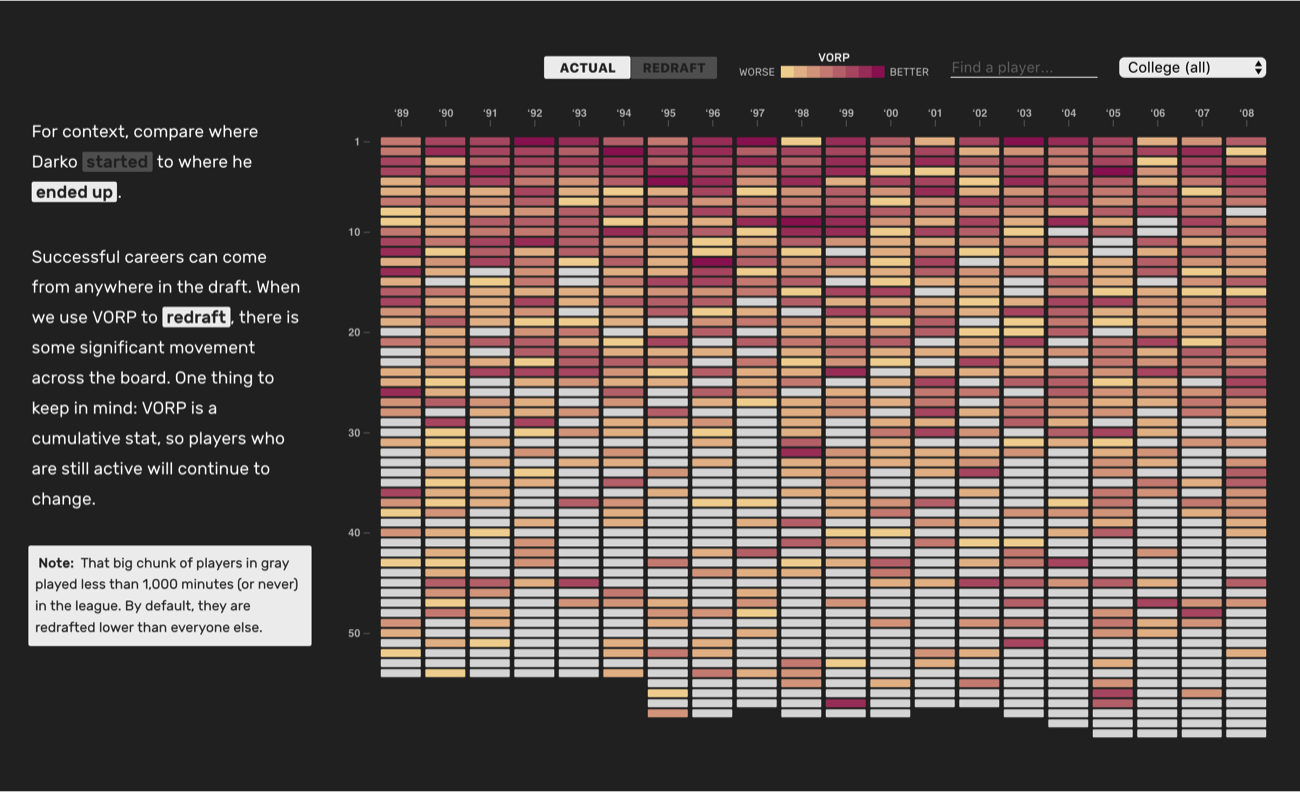 ACTUAL REDRAFT
VORP
WORSE BETTER
Find a player...
College (all)
For context, compare where
Darko started to where he
ended up.
Successful careers can come
from anywhere in the draft. When
we use VORP to redraft, there is
some significant movement
across the board. One thing to
keep in mind: VORP is a
cumulative stat, so players who
are still active will continue to
change.
Note: That big chunk of players in gray
played less than 1,000 minutes (or never)
in the league. By default, they are
redrafted lower than everyone else.
‘89 ‘90 ‘91 ‘92 ‘93 ‘94 ‘95 ‘96 ‘97 ‘98 ‘99 ‘00 ‘01 ‘02 ‘03 ‘04 ‘05 ‘06 ‘07 ‘08
1
10
20
30
40
50